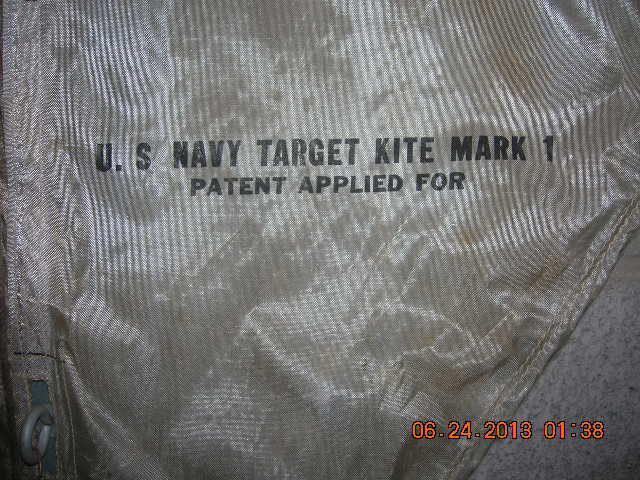 U. S NAVY TARGET KITE MARK 1
PATENT APPLIED FOR
06.24.2013 01:38